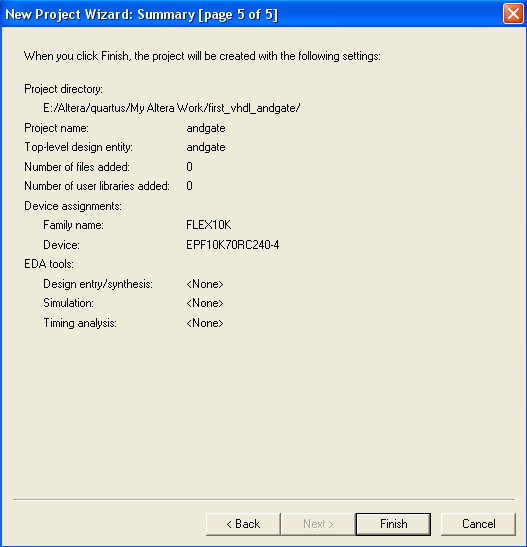 New Project Wizard: Summary [page 5 of 5]
When you click Finish, the project will be created with the following settings:
Project directory:
E:/Altera/quartus/My Altera Work/first_vhdl_andgate/
Project name: andgate
Top-level design entity: andgate
Number of files added: 0
Number of user libraries added: 0
Device assignments:
Family name: FLEX10K
Device: EPF10K70RC240-4
EDA tools:
Design entry/synthesis: <None>
Simulation: <None>
Timing analysis: <None>
< Back Next > Finish Cancel